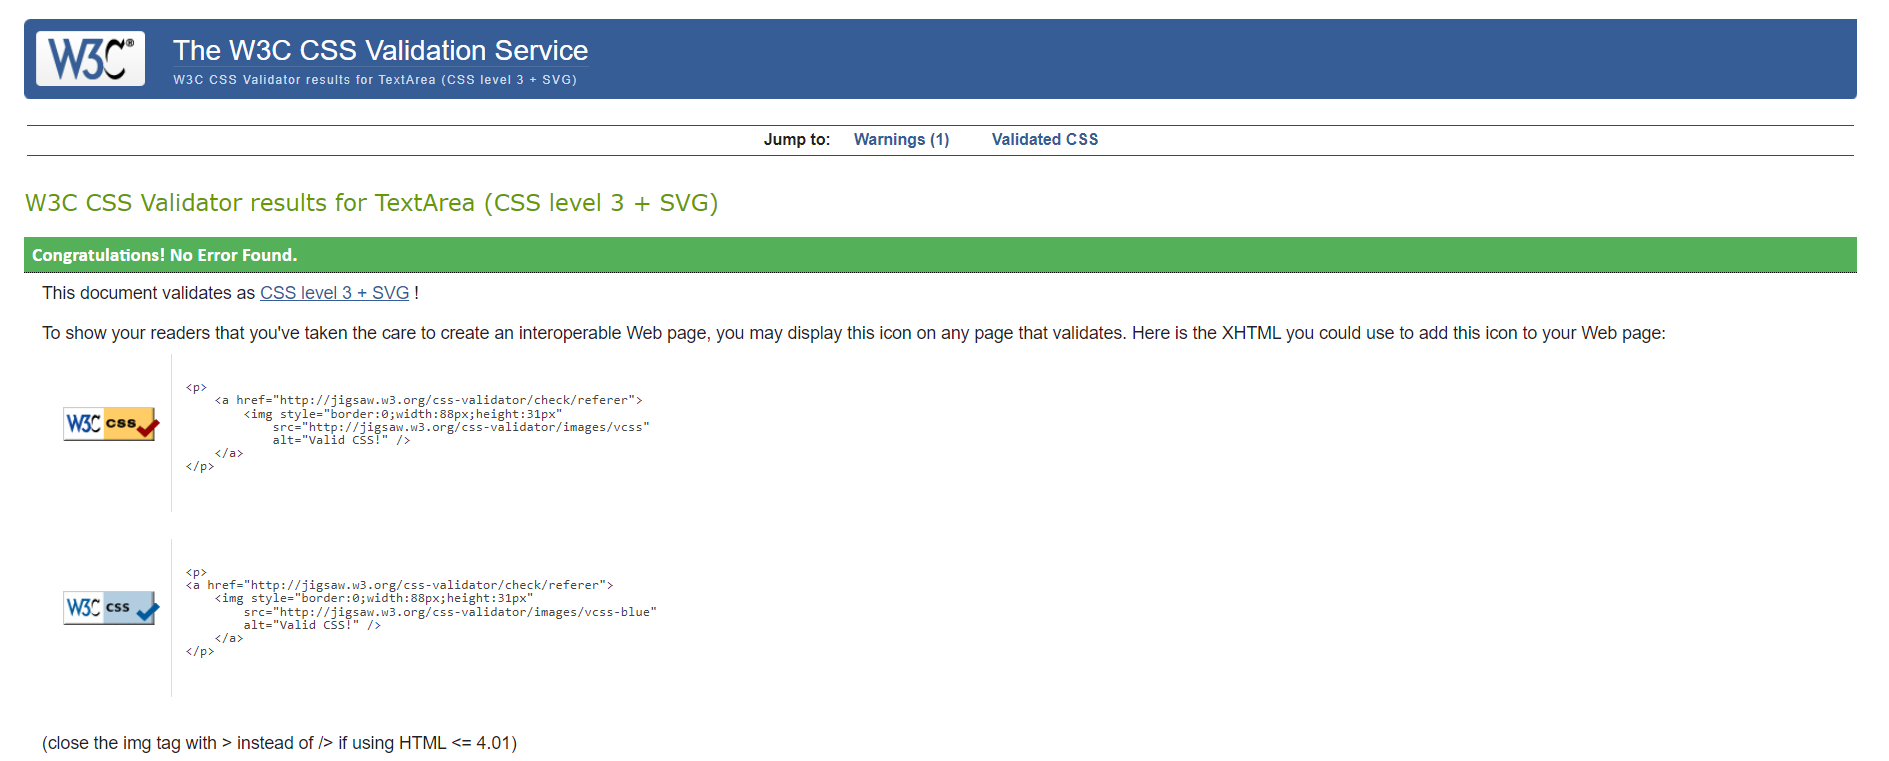 W3C® The W3C CSS Validation Service
W3C CSS Validator results for TextArea (CSS level 3 + SVG)
Jump to: Warnings (1) Validated CSS
W3C CSS Validator results for TextArea (CSS level 3 + SVG)
Congratulations! No Error Found.
This document validates as CSS level 3 + SVG !
To show your readers that you've taken the care to create an interoperable Web page, you may display this icon on any page that validates. Here is the XHTML you could use to add this icon to your Web page:
W3C css
<p>
    <a href="http://jigsaw.w3.org/css-validator/check/referer">
        <img style="border:0;width:88px;height:31px"
            src="http://jigsaw.w3.org/css-validator/images/vcss"
            alt="Valid CSS!" />
    </a>
</p>
W3C css
<p>
<a href="http://jigsaw.w3.org/css-validator/check/referer">
    <img style="border:0;width:88px;height:31px"
        src="http://jigsaw.w3.org/css-validator/images/vcss-blue"
        alt="Valid CSS!" />
    </a>
</p>
(close the img tag with > instead of /> if using HTML <= 4.01)